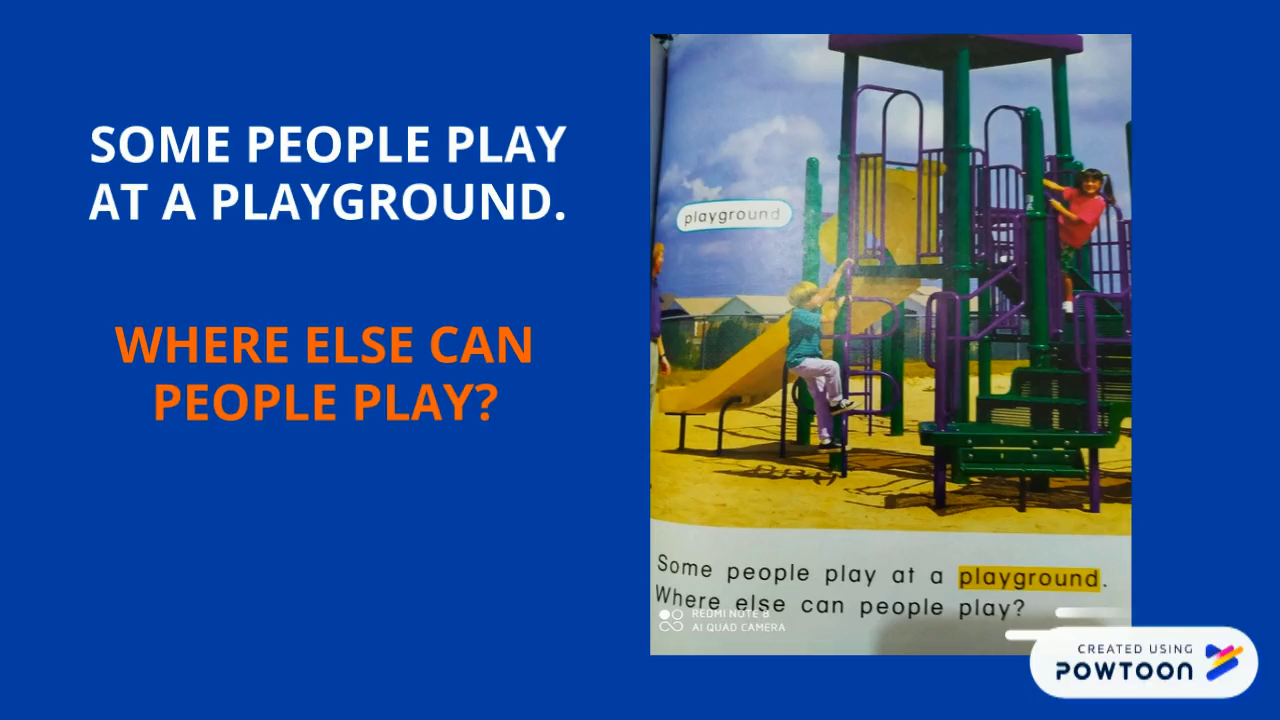 SOME PEOPLE PLAY
AT A PLAYGROUND.
WHERE ELSE CAN
PEOPLE PLAY?
playground
Some people play at a playground.
Where else can people play?
REDMI NOTE 8
AI QUAD CAMERA
CREATED USING
POWTOON